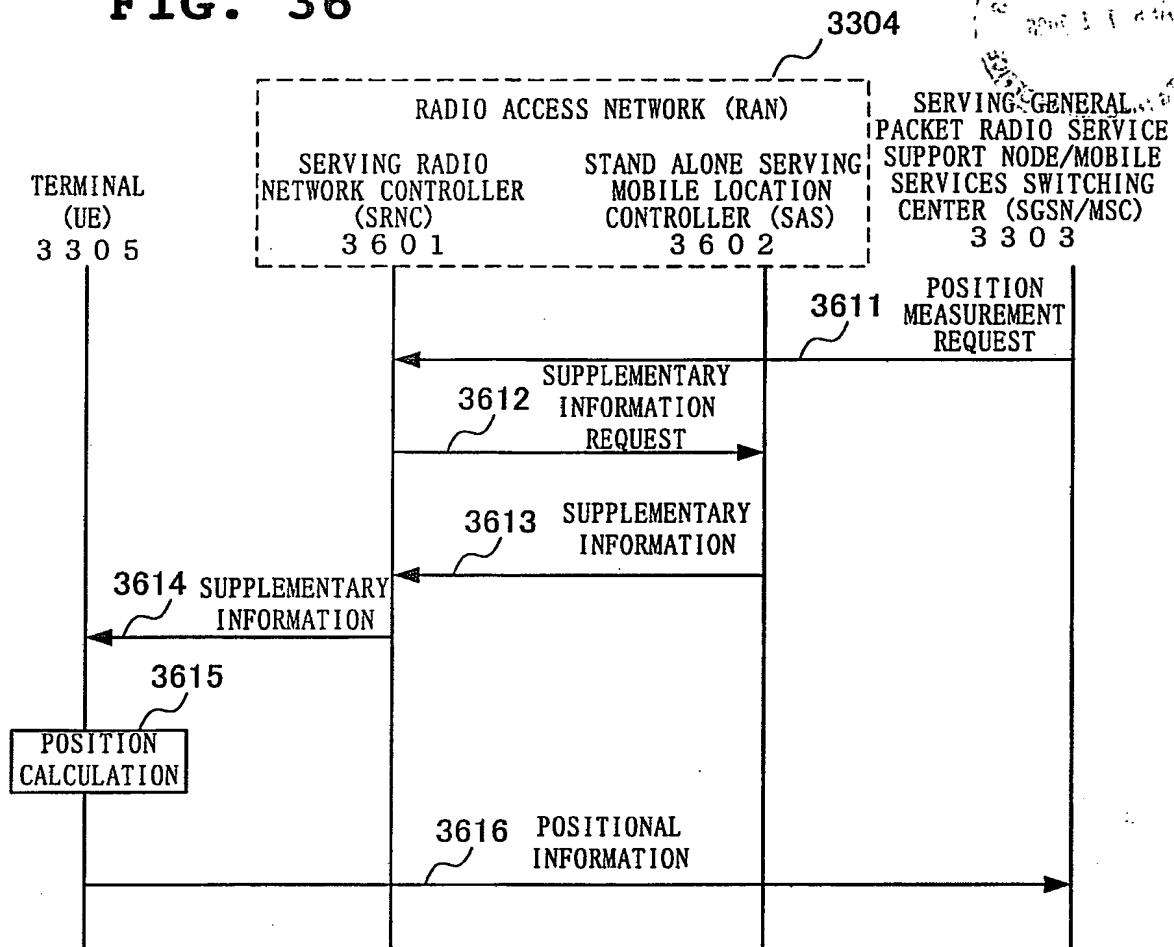 FIG. 36
3304
RADIO ACCESS NETWORK (RAN)
TERMINAL
(UE)
3305
SERVING RADIO
NETWORK CONTROLLER
(SRNC)
3601
STAND ALONE SERVING
MOBILE LOCATION
CONTROLLER (SAS)
3602
SERVING GENERAL
PACKET RADIO SERVICE
SUPPORT NODE/MOBILE
SERVICES SWITCHING
CENTER (SGSN/MSC)
3303
3611
POSITION
MEASUREMENT
REQUEST
3612
SUPPLEMENTARY
INFORMATION
REQUEST
3613
SUPPLEMENTARY
INFORMATION
3614
SUPPLEMENTARY
INFORMATION
3615
POSITION
CALCULATION
3616
POSITIONAL
INFORMATION